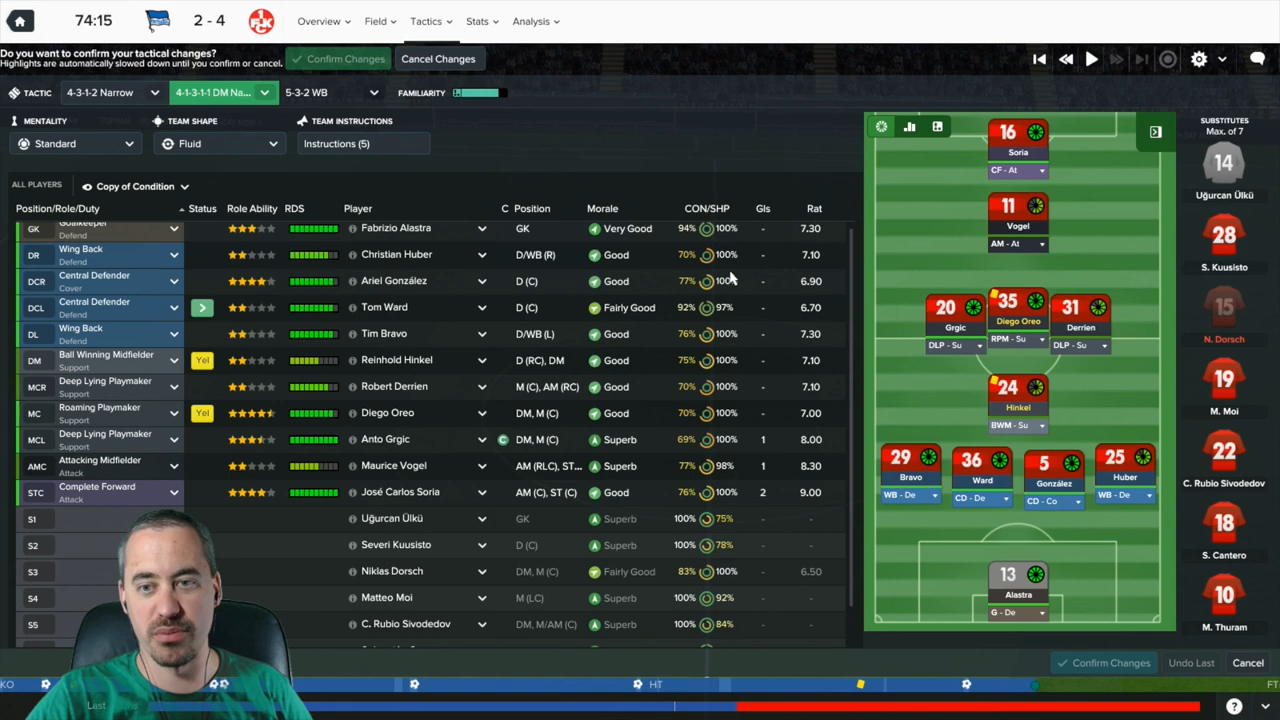 74:15
2 - 4
1 FCK
Overview
Field
Tactics
Stats
Analysis
Do you want to confirm your tactical changes?
Highlights are automatically slowed down until you confirm or cancel.
Confirm Changes
Cancel Changes
TACTIC
4-3-1-2 Narrow
4-1-3-1-1 DM Na...
5-3-2 WB
FAMILIARITY
MENTALITY
TEAM SHAPE
TEAM INSTRUCTIONS
Standard
Fluid
Instructions (5)
ALL PLAYERS
Copy of Condition
Position/Role/Duty Status Role Ability RDS Player C Position Morale CON/SHP Gls Rat
GK Goalkeeper Defend Fabrizio Alastra GK Very Good 94% 100% - 7.30
DR Wing Back Defend Christian Huber D/WB (R) Good 70% 100% - 7.10
DCR Central Defender Cover Ariel González D (C) Good 77% 100% - 6.90
DCL Central Defender Defend Tom Ward D (C) Fairly Good 92% 97% - 6.70
DL Wing Back Defend Tim Bravo D/WB (L) Good 76% 100% - 7.30
DM Ball Winning Midfielder Support Yel Reinhold Hinkel D (RC), DM Good 75% 100% - 7.10
MCR Deep Lying Playmaker Support Robert Derrien M (C), AM (RC) Good 70% 100% - 7.10
MC Roaming Playmaker Support Yel Diego Oreo DM, M (C) Good 70% 100% - 7.00
MCL Deep Lying Playmaker Support Anto Grgic C DM, M (C) Superb 69% 100% 1 8.00
AMC Attacking Midfielder Attack Maurice Vogel AM (RLC), ST... Good 77% 98% 1 8.30
STC Complete Forward Attack José Carlos Soria AM (C), ST (C) Good 76% 100% 2 9.00
S1 Uğurcan Ülkü GK Superb 100% 75% - -
S2 Severi Kuusisto D (C) Superb 100% 78% - -
S3 Niklas Dorsch DM, M (C) Fairly Good 83% 100% - 6.50
S4 Matteo Moi M (LC) Superb 100% 92% - -
S5 C. Rubio Sivodedov DM, M/AM (C) Superb 100% 84% - -
16
Soria
CF - At
11
Vogel
AM - At
20
Grgic
DLP - Su
35
Diego Oreo
RPM - Su
31
Derrien
DLP - Su
24
Hinkel
BWM - Su
29
Bravo
WB - De
36
Ward
CD - De
5
González
CD - Co
25
Huber
WB - De
13
Alastra
G - De
SUBSTITUTES
Max. of 7
14
Uğurcan Ülkü
28
S. Kuusisto
15
N. Dorsch
19
M. Moi
22
C. Rubio Sivodedov
18
S. Cantero
10
M. Thuram
Confirm Changes
Undo Last
Cancel
KO
HT
FT
Last
?